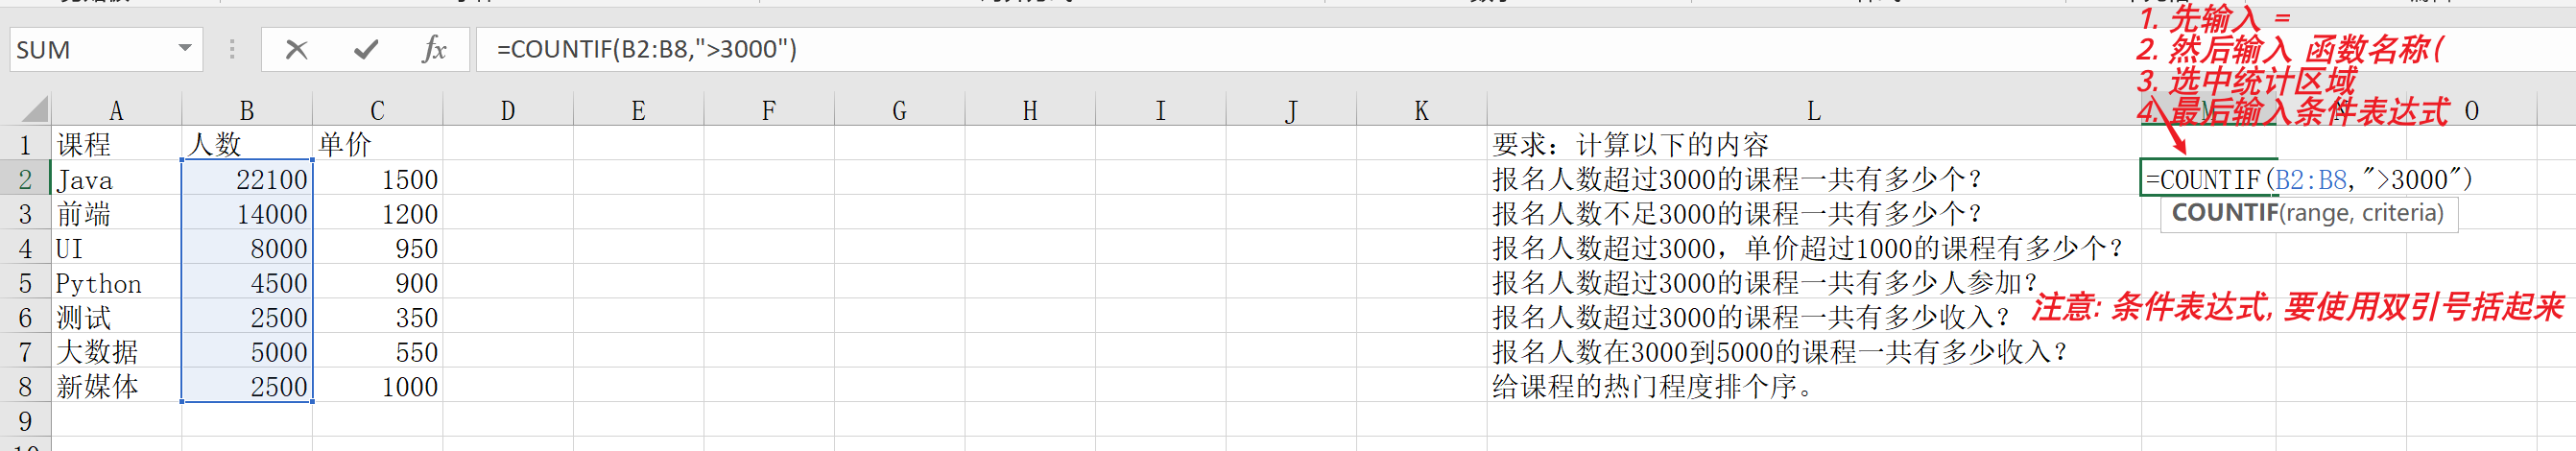 1. 先输入 =
2. 然后输入 函数名称(
3. 选中统计区域
4. 最后输入条件表达式
SUM
fx
=COUNTIF(B2:B8,">3000")
A B C D E F G H I J K L M N O
1 课程 人数 单价 要求：计算以下的内容
2 Java 22100 1500 报名人数超过3000的课程一共有多少个？ =COUNTIF(B2:B8,">3000")
COUNTIF(range, criteria)
3 前端 14000 1200 报名人数不足3000的课程一共有多少个？
4 UI 8000 950 报名人数超过3000，单价超过1000的课程有多少个？
5 Python 4500 900 报名人数超过3000的课程一共有多少人参加？
6 测试 2500 350 报名人数超过3000的课程一共有多少收入？
注意: 条件表达式, 要使用双引号括起来
7 大数据 5000 550 报名人数在3000到5000的课程一共有多少收入？
8 新媒体 2500 1000 给课程的热门程度排个序。
9